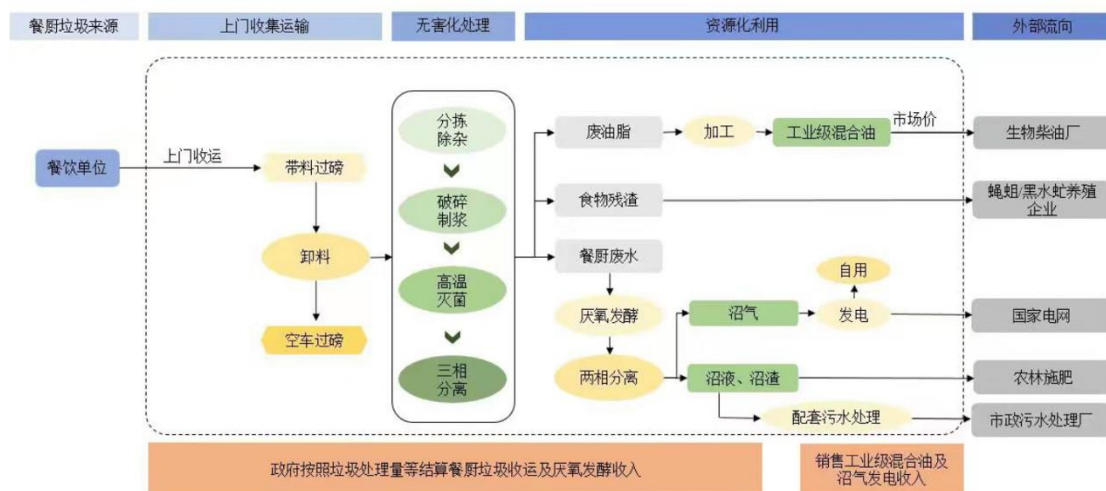 餐厨垃圾来源
上门收集运输
无害化处理
资源化利用
外部流向
餐饮单位
上门收运
带料过磅
卸料
空车过磅
分拣
除杂
破碎
制浆
高温
灭菌
三相
分离
废油脂
加工
工业级混合油
市场价
生物柴油厂
食物残渣
蝇蛆/黑水虻养殖
企业
餐厨废水
厌氧发酵
两相分离
沼气
发电
自用
国家电网
沼液、沼渣
农林施肥
配套污水处理
市政污水处理厂
政府按照垃圾处理量等结算餐厨垃圾收运及厌氧发酵收入
销售工业级混合油及
沼气发电收入